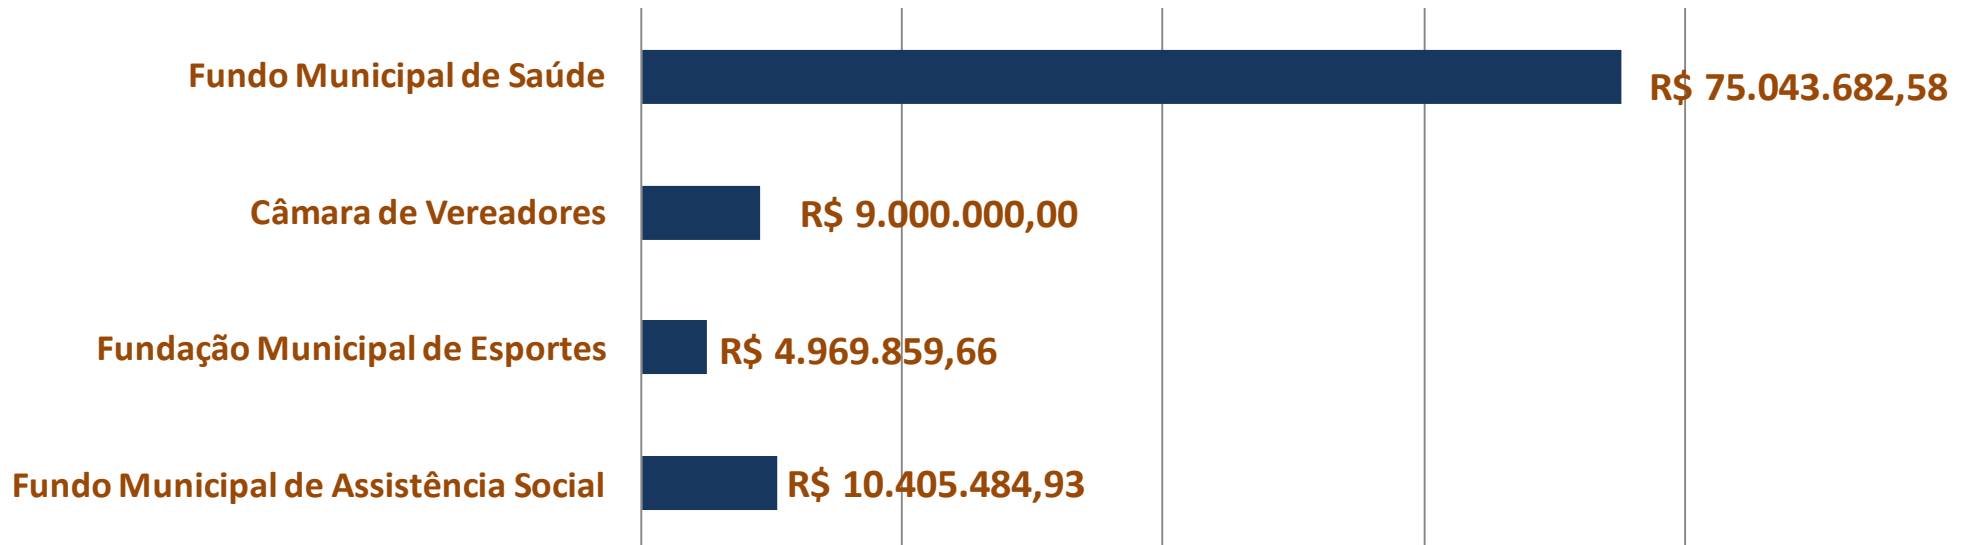 Fundo Municipal de Saúde
R$ 75.043.682,58
Câmara de Vereadores
R$ 9.000.000,00
Fundação Municipal de Esportes
R$ 4.969.859,66
Fundo Municipal de Assistência Social
R$ 10.405.484,93